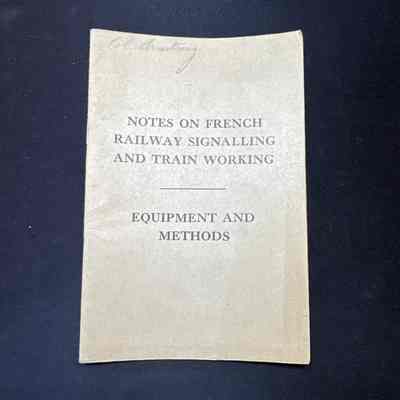 NOTES ON FRENCH
RAILWAY SIGNALLING
AND TRAIN WORKING
EQUIPMENT AND
METHODS